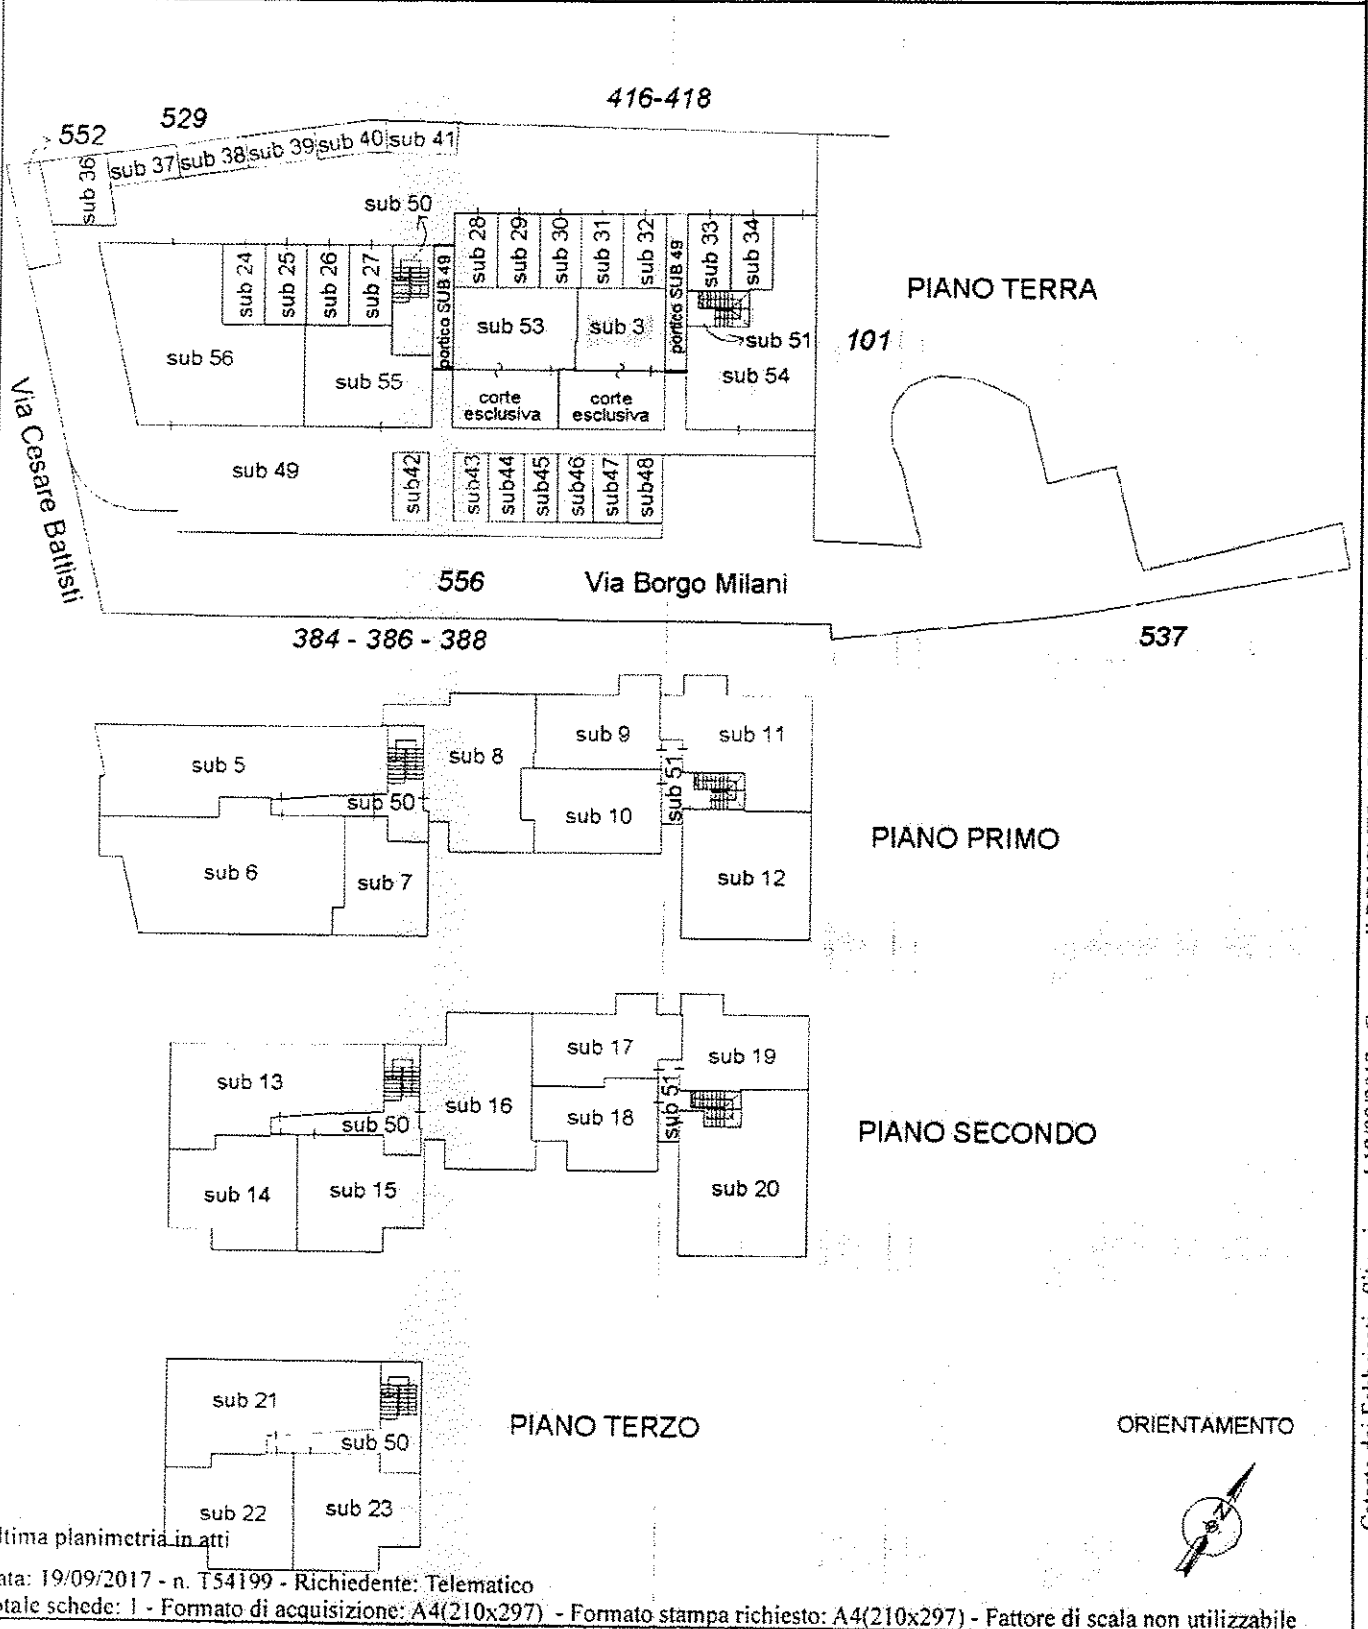 416-418
529
552
sub 36
sub 37
sub 38
sub 39
sub 40
sub 41
sub 50
sub 24
sub 25
sub 26
sub 27
portico SUB 49
sub 28
sub 29
sub 30
sub 31
sub 32
portico SUB 49
sub 33
sub 34
PIANO TERRA
sub 53
sub 3
sub 51
101
sub 56
sub 55
sub 54
corte
esclusiva
corte
esclusiva
Via Cesare Battisti
sub 49
sub42
sub43
sub44
sub45
sub46
sub47
sub48
556
Via Borgo Milani
384 - 386 - 388
537
sub 5
sub 8
sub 9
sub 11
sub 50
sub 10
sub 51
PIANO PRIMO
sub 6
sub 7
sub 12
sub 13
sub 16
sub 17
sub 19
sub 50
sub 18
sub 51
PIANO SECONDO
sub 14
sub 15
sub 20
sub 21
sub 50
PIANO TERZO
ORIENTAMENTO
N
sub 22
sub 23
ltima planimetria in atti
ata: 19/09/2017 - n. T54199 - Richiedente: Telematico
otale schede: 1 - Formato di acquisizione: A4(210x297) - Formato stampa richiesto: A4(210x297) - Fattore di scala non utilizzabile